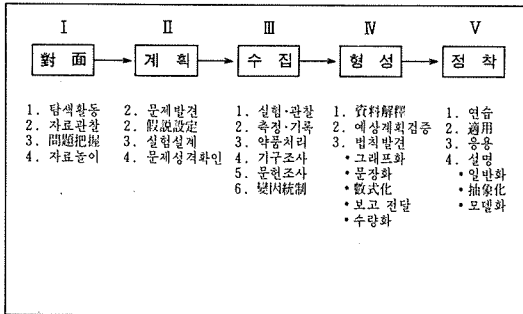 I II III IV V
對面 계획 수집 형성 정착
1. 탐색활동
2. 자료관찰
3. 問題把握
4. 자료놀이
2. 문제발견
2. 假說設定
3. 실험설계
4. 문제성격화인
1. 실험·관찰
2. 측정·기록
3. 약품처리
4. 기구조사
5. 문헌조사
6. 變因統制
1. 資料解釋
2. 예상계획검증
3. 법칙발견
• 그래프화
• 문장화
• 數式化
• 보고 전달
• 수량화
1. 연습
2. 適用
3. 응용
4. 설명
• 일반화
• 抽象化
• 모델화